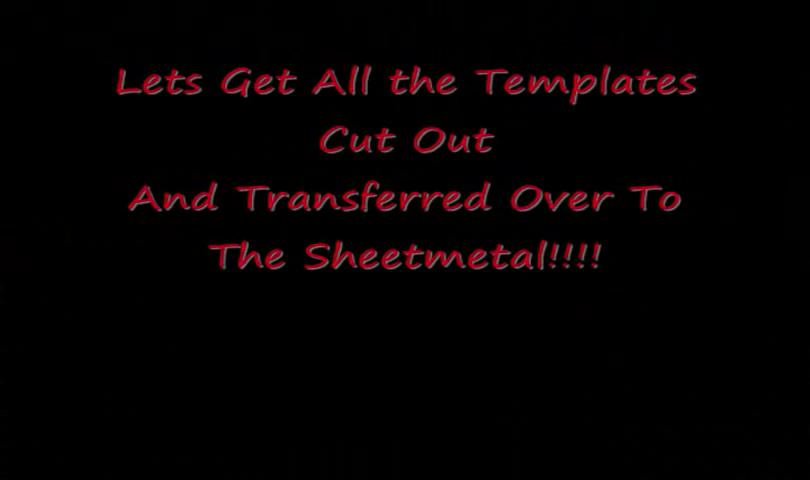 Lets Get All the Templates
Cut Out
And Transferred Over To
The Sheetmetal!!!!